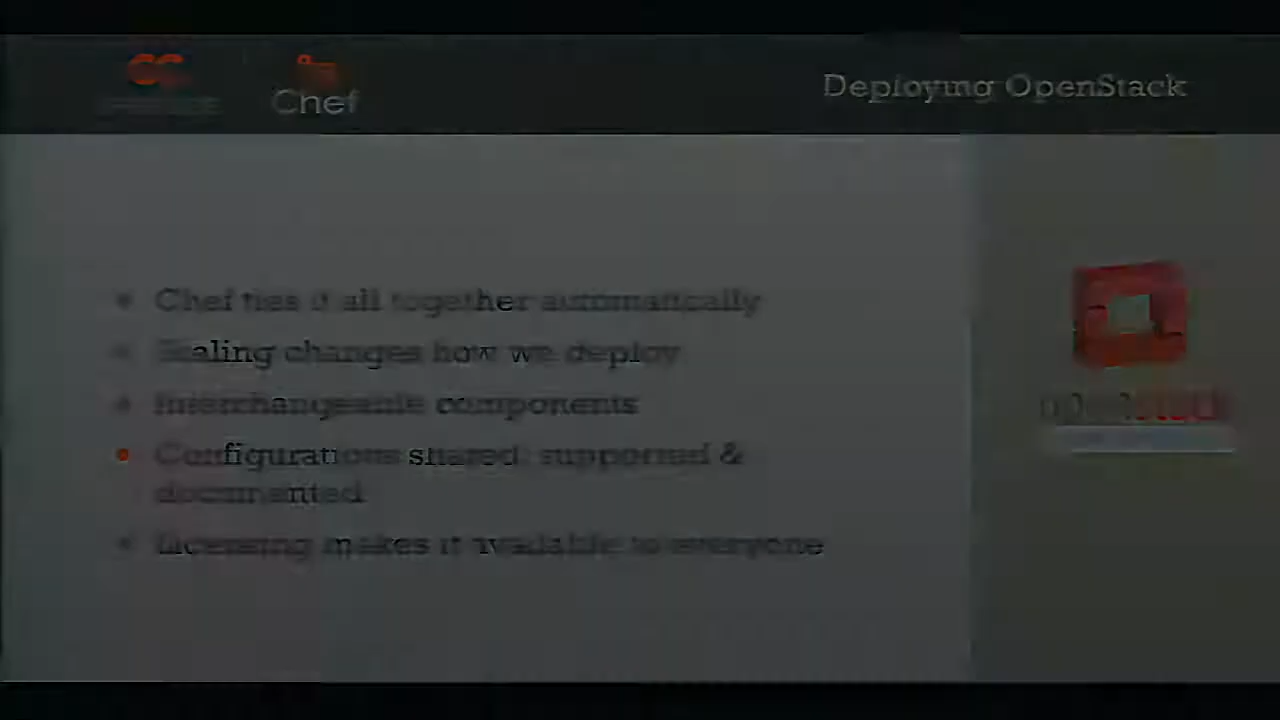 Chef
Deploying OpenStack
Chef ties it all together automatically
Scaling changes how we deploy
Interchangeable components
Configurations shared, supported &
documented
Licensing makes it available to everyone
openstack